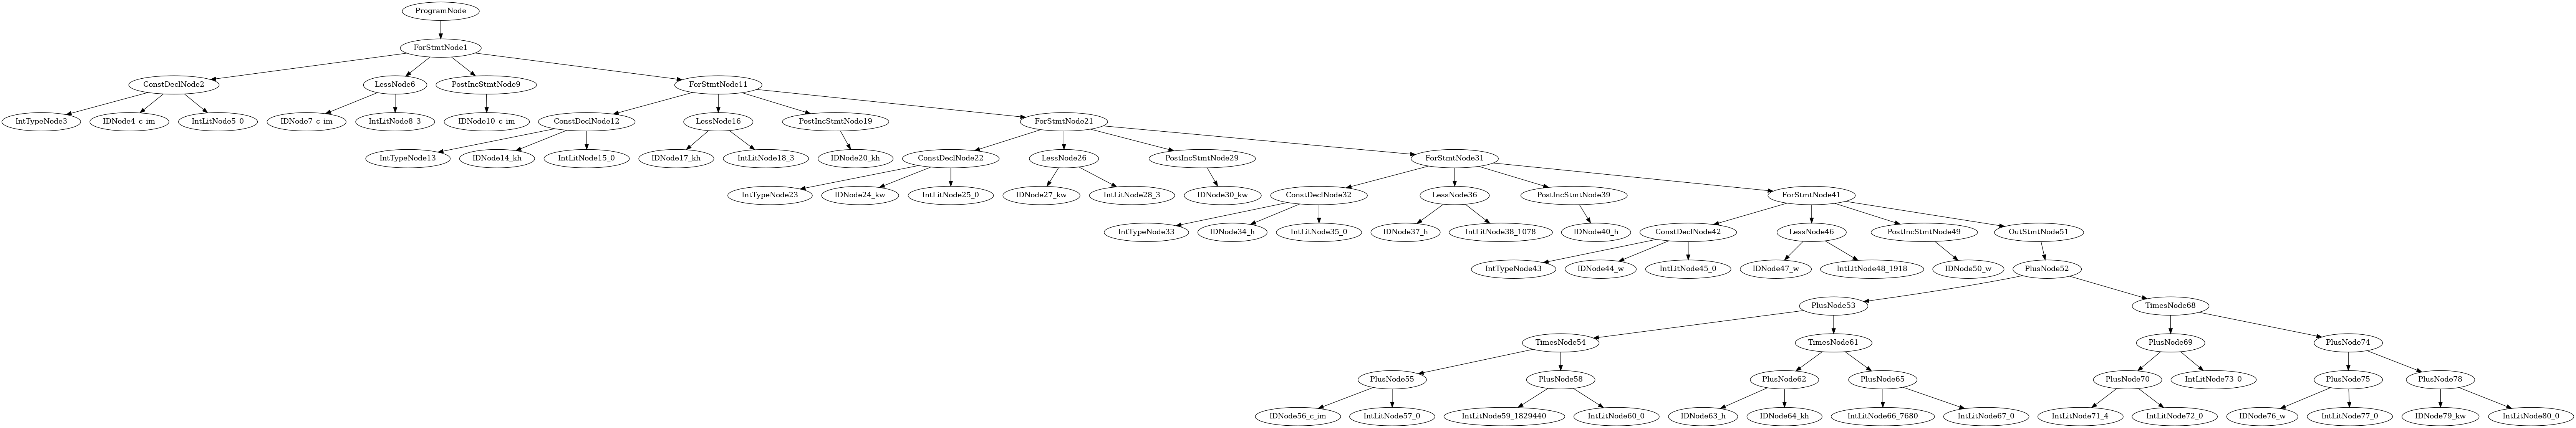 ProgramNode
ForStmtNode1
ConstDeclNode2
LessNode6
PostIncStmtNode9
ForStmtNode11
IntTypeNode3
IDNode4_c_im
IntLitNode5_0
IDNode7_c_im
IntLitNode8_3
IDNode10_c_im
ConstDeclNode12
LessNode16
PostIncStmtNode19
ForStmtNode21
IntTypeNode13
IDNode14_kh
IntLitNode15_0
IDNode17_kh
IntLitNode18_3
IDNode20_kh
ConstDeclNode22
LessNode26
PostIncStmtNode29
ForStmtNode31
IntTypeNode23
IDNode24_kw
IntLitNode25_0
IDNode27_kw
IntLitNode28_3
IDNode30_kw
ConstDeclNode32
LessNode36
PostIncStmtNode39
ForStmtNode41
IntTypeNode33
IDNode34_h
IntLitNode35_0
IDNode37_h
IntLitNode38_1078
IDNode40_h
ConstDeclNode42
LessNode46
PostIncStmtNode49
OutStmtNode51
IntTypeNode43
IDNode44_w
IntLitNode45_0
IDNode47_w
IntLitNode48_1918
IDNode50_w
PlusNode52
PlusNode53
TimesNode68
TimesNode54
TimesNode61
PlusNode69
PlusNode74
PlusNode55
PlusNode58
PlusNode62
PlusNode65
PlusNode70
IntLitNode73_0
PlusNode75
PlusNode78
IDNode56_c_im
IntLitNode57_0
IntLitNode59_1829440
IntLitNode60_0
IDNode63_h
IDNode64_kh
IntLitNode66_7680
IntLitNode67_0
IntLitNode71_4
IntLitNode72_0
IDNode76_w
IntLitNode77_0
IDNode79_kw
IntLitNode80_0